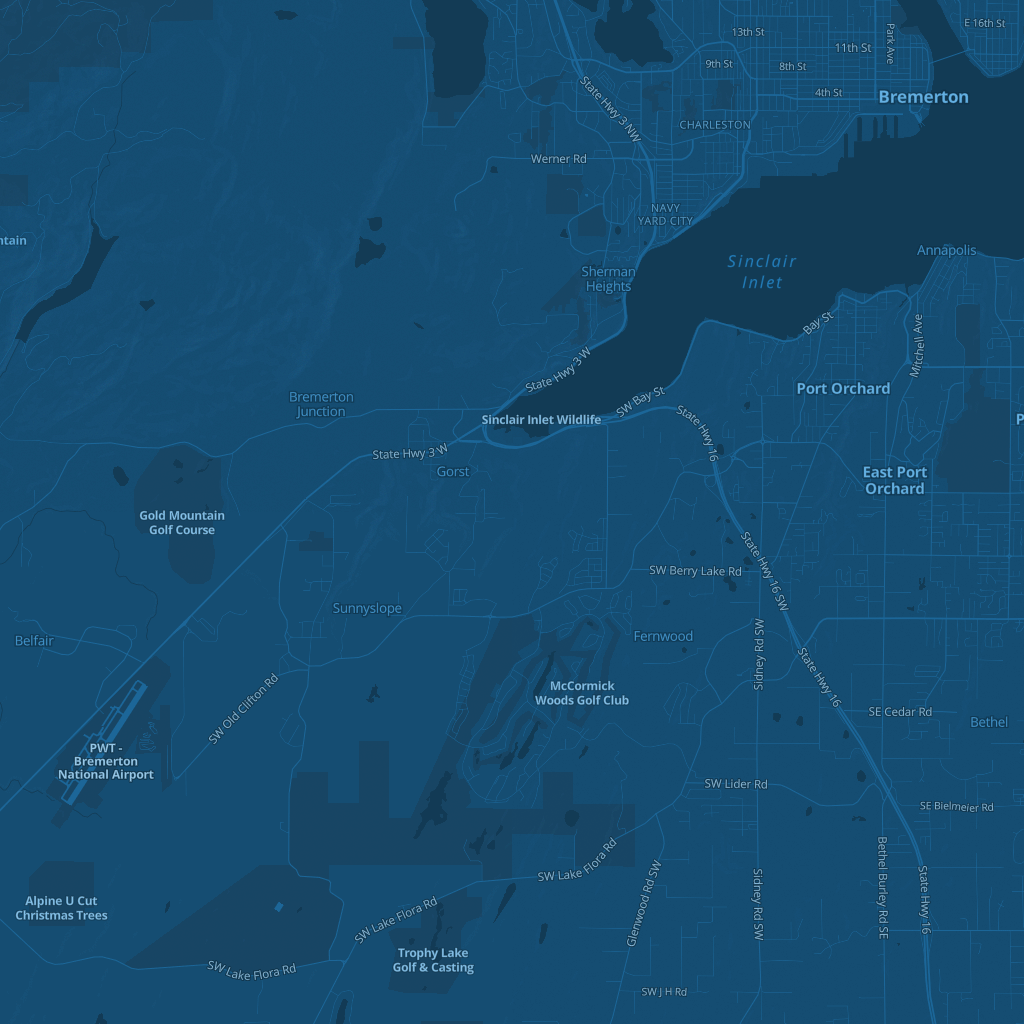 E 16th St
13th St
Park Ave
11th St
9th St
8th St
4th St
State Hwy 3 NW
Bremerton
CHARLESTON
Werner Rd
NAVY
YARD CITY
ntain
Annapolis
Sinclair
Inlet
Sherman
Heights
Bay St
Mitchell Ave
State Hwy 3 W
Port Orchard
Bremerton
Junction
SW Bay St
Sinclair Inlet Wildlife
P
State Hwy 16
State Hwy 3 W
Gorst
East Port
Orchard
Gold Mountain
Golf Course
State Hwy 16 SW
SW Berry Lake Rd
Sunnyslope
Fernwood
Belfair
Sidney Rd SW
State Hwy 16
McCormick
Woods Golf Club
SW Old Clifton Rd
SE Cedar Rd
Bethel
PWT -
Bremerton
National Airport
SW Lider Rd
SE Bielmeier Rd
SW Lake Flora Rd
Bethel Burley Rd SE
State Hwy 16
Alpine U Cut
Christmas Trees
SW Lake Flora Rd
Glenwood Rd SW
Sidney Rd SW
Trophy Lake
Golf & Casting
SW Lake Flora Rd
SW J H Rd